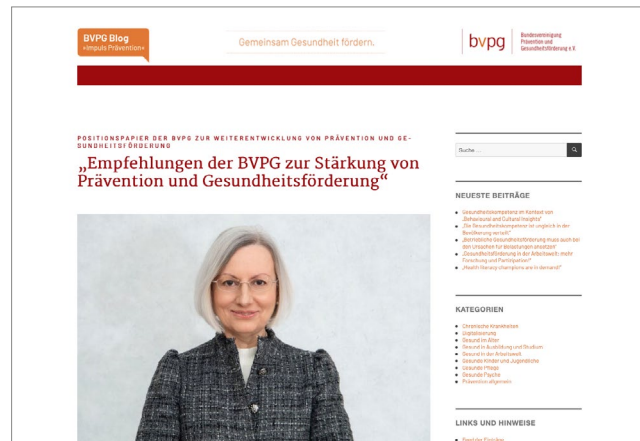 BVPG Blog
»Impuls Prävention«
Gemeinsam Gesundheit fördern.
bvpg
Bundesvereinigung
Prävention und
Gesundheitsförderung e.V.
POSITIONSPAPIER DER BVPG ZUR WEITERENTWICKLUNG VON PRÄVENTION UND GE-
SUNDHEITSFÖRDERUNG
„Empfehlungen der BVPG zur Stärkung von
Prävention und Gesundheitsförderung“
Suche …
NEUESTE BEITRÄGE
Gesundheitskompetenz im Kontext von
„Behavioural and Cultural Insights“
„Die Gesundheitskompetenz ist ungleich in der
Bevölkerung verteilt“
„Betriebliche Gesundheitsförderung muss auch bei
den Ursachen für Belastungen ansetzen“
„Gesundheitsförderung in der Arbeitswelt: mehr
Forschung und Partizipation!“
„Health literacy champions are in demand!“
KATEGORIEN
Chronische Krankheiten
Digitalisierung
Gesund im Alter
Gesund in Ausbildung und Studium
Gesund in der Arbeitswelt
Gesunde Kinder und Jugendliche
Gesunde Pflege
Gesunde Psyche
Prävention allgemein
LINKS UND HINWEISE
Feed der Einträge